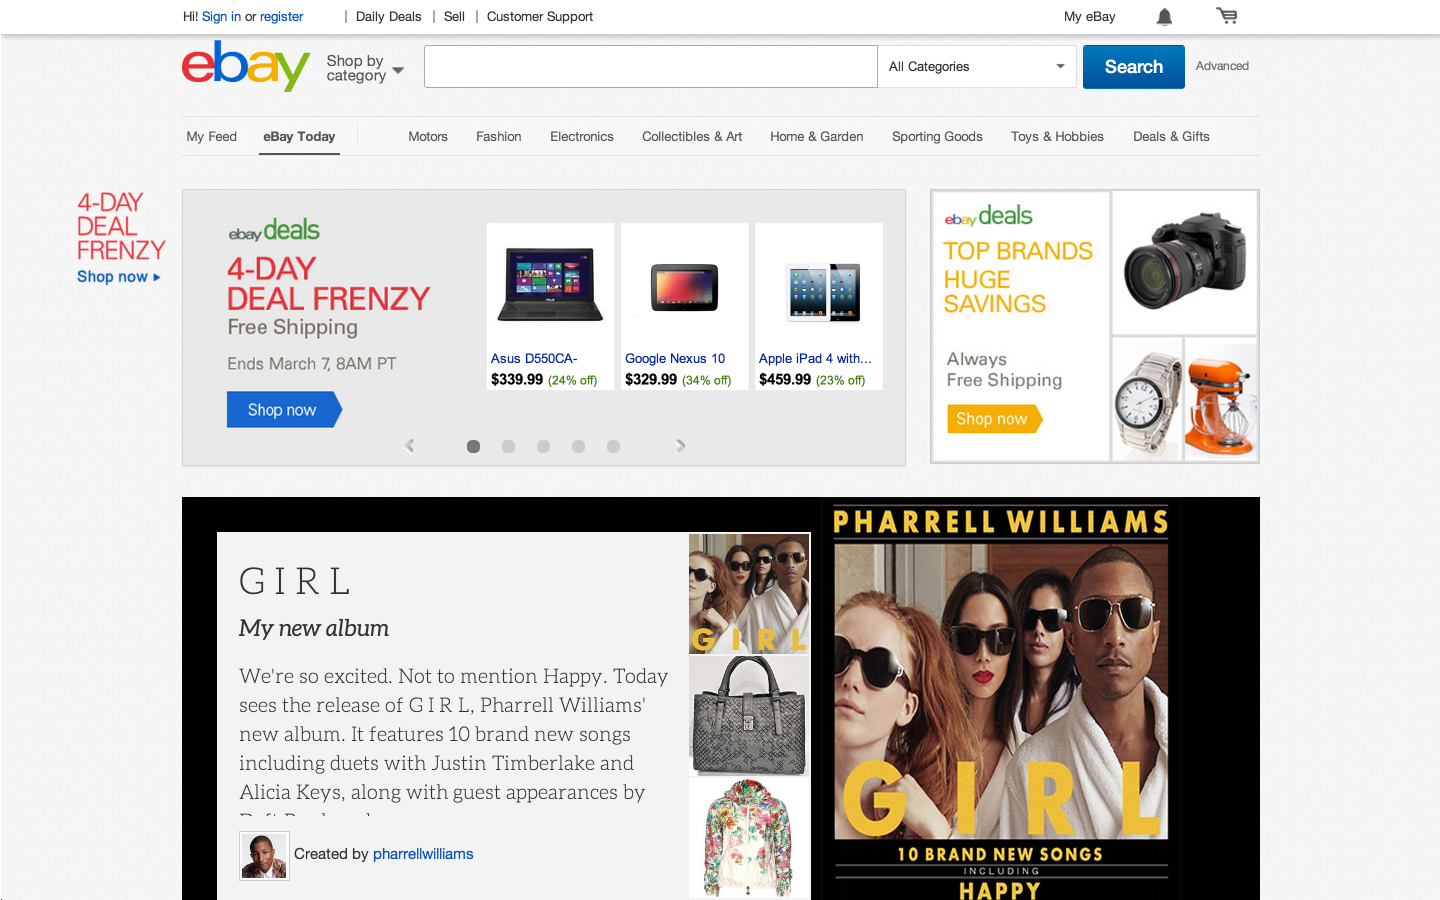 Hi! Sign in or register | Daily Deals | Sell | Customer Support
My eBay
ebay
Shop by
category
All Categories
Search
Advanced
My Feed
eBay Today
Motors
Fashion
Electronics
Collectibles & Art
Home & Garden
Sporting Goods
Toys & Hobbies
Deals & Gifts
4-DAY
DEAL
FRENZY
Shop now
ebay deals
4-DAY
DEAL FRENZY
Free Shipping
Ends March 7, 8AM PT
Shop now
Asus D550CA-
$339.99 (24% off)
Google Nexus 10
$329.99 (34% off)
Apple iPad 4 with...
$459.99 (23% off)
ebay deals
TOP BRANDS
HUGE
SAVINGS
Always
Free Shipping
Shop now
GIRL
My new album
We're so excited. Not to mention Happy. Today
sees the release of G I R L, Pharrell Williams'
new album. It features 10 brand new songs
including duets with Justin Timberlake and
Alicia Keys, along with guest appearances by
Created by pharrellwilliams
GIRL
PHARRELL WILLIAMS
GIRL
10 BRAND NEW SONGS
INCLUDING
HAPPY